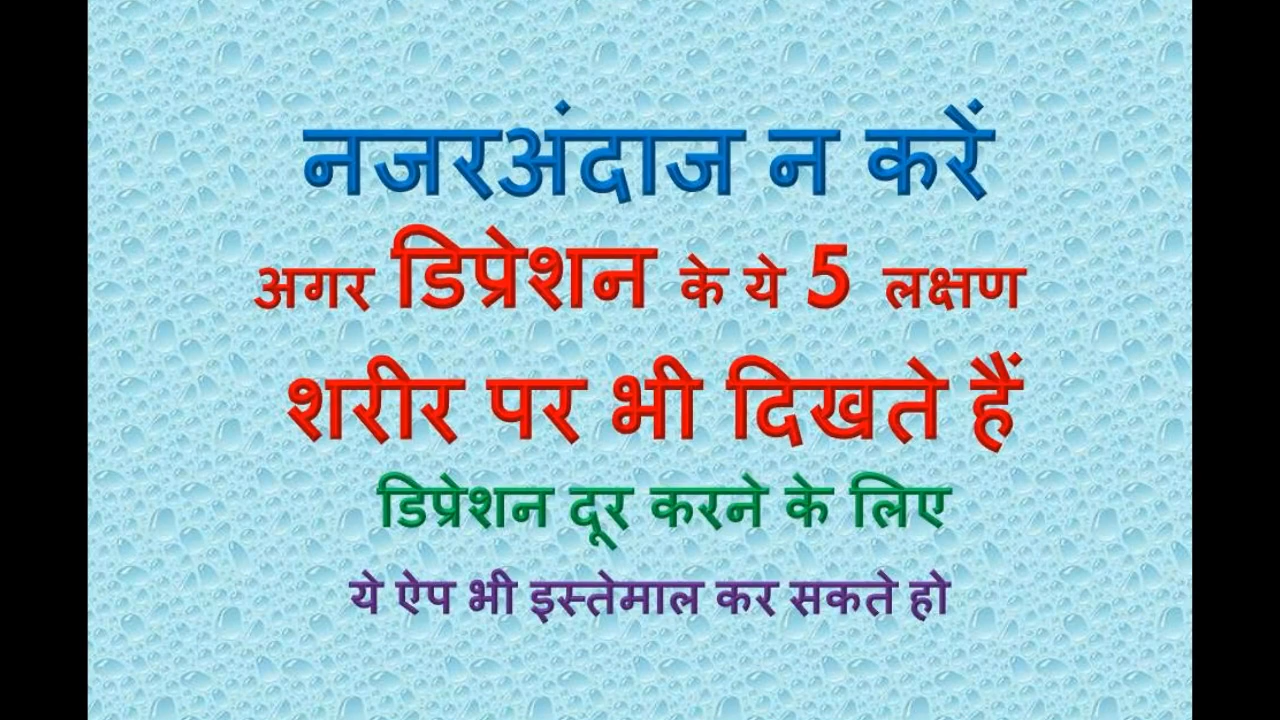 नजरअंदाज न करें
अगर डिप्रेशन के ये 5 लक्षण
शरीर पर भी दिखते हैं
डिप्रेशन दूर करने के लिए
ये ऐप भी इस्तेमाल कर सकते हो